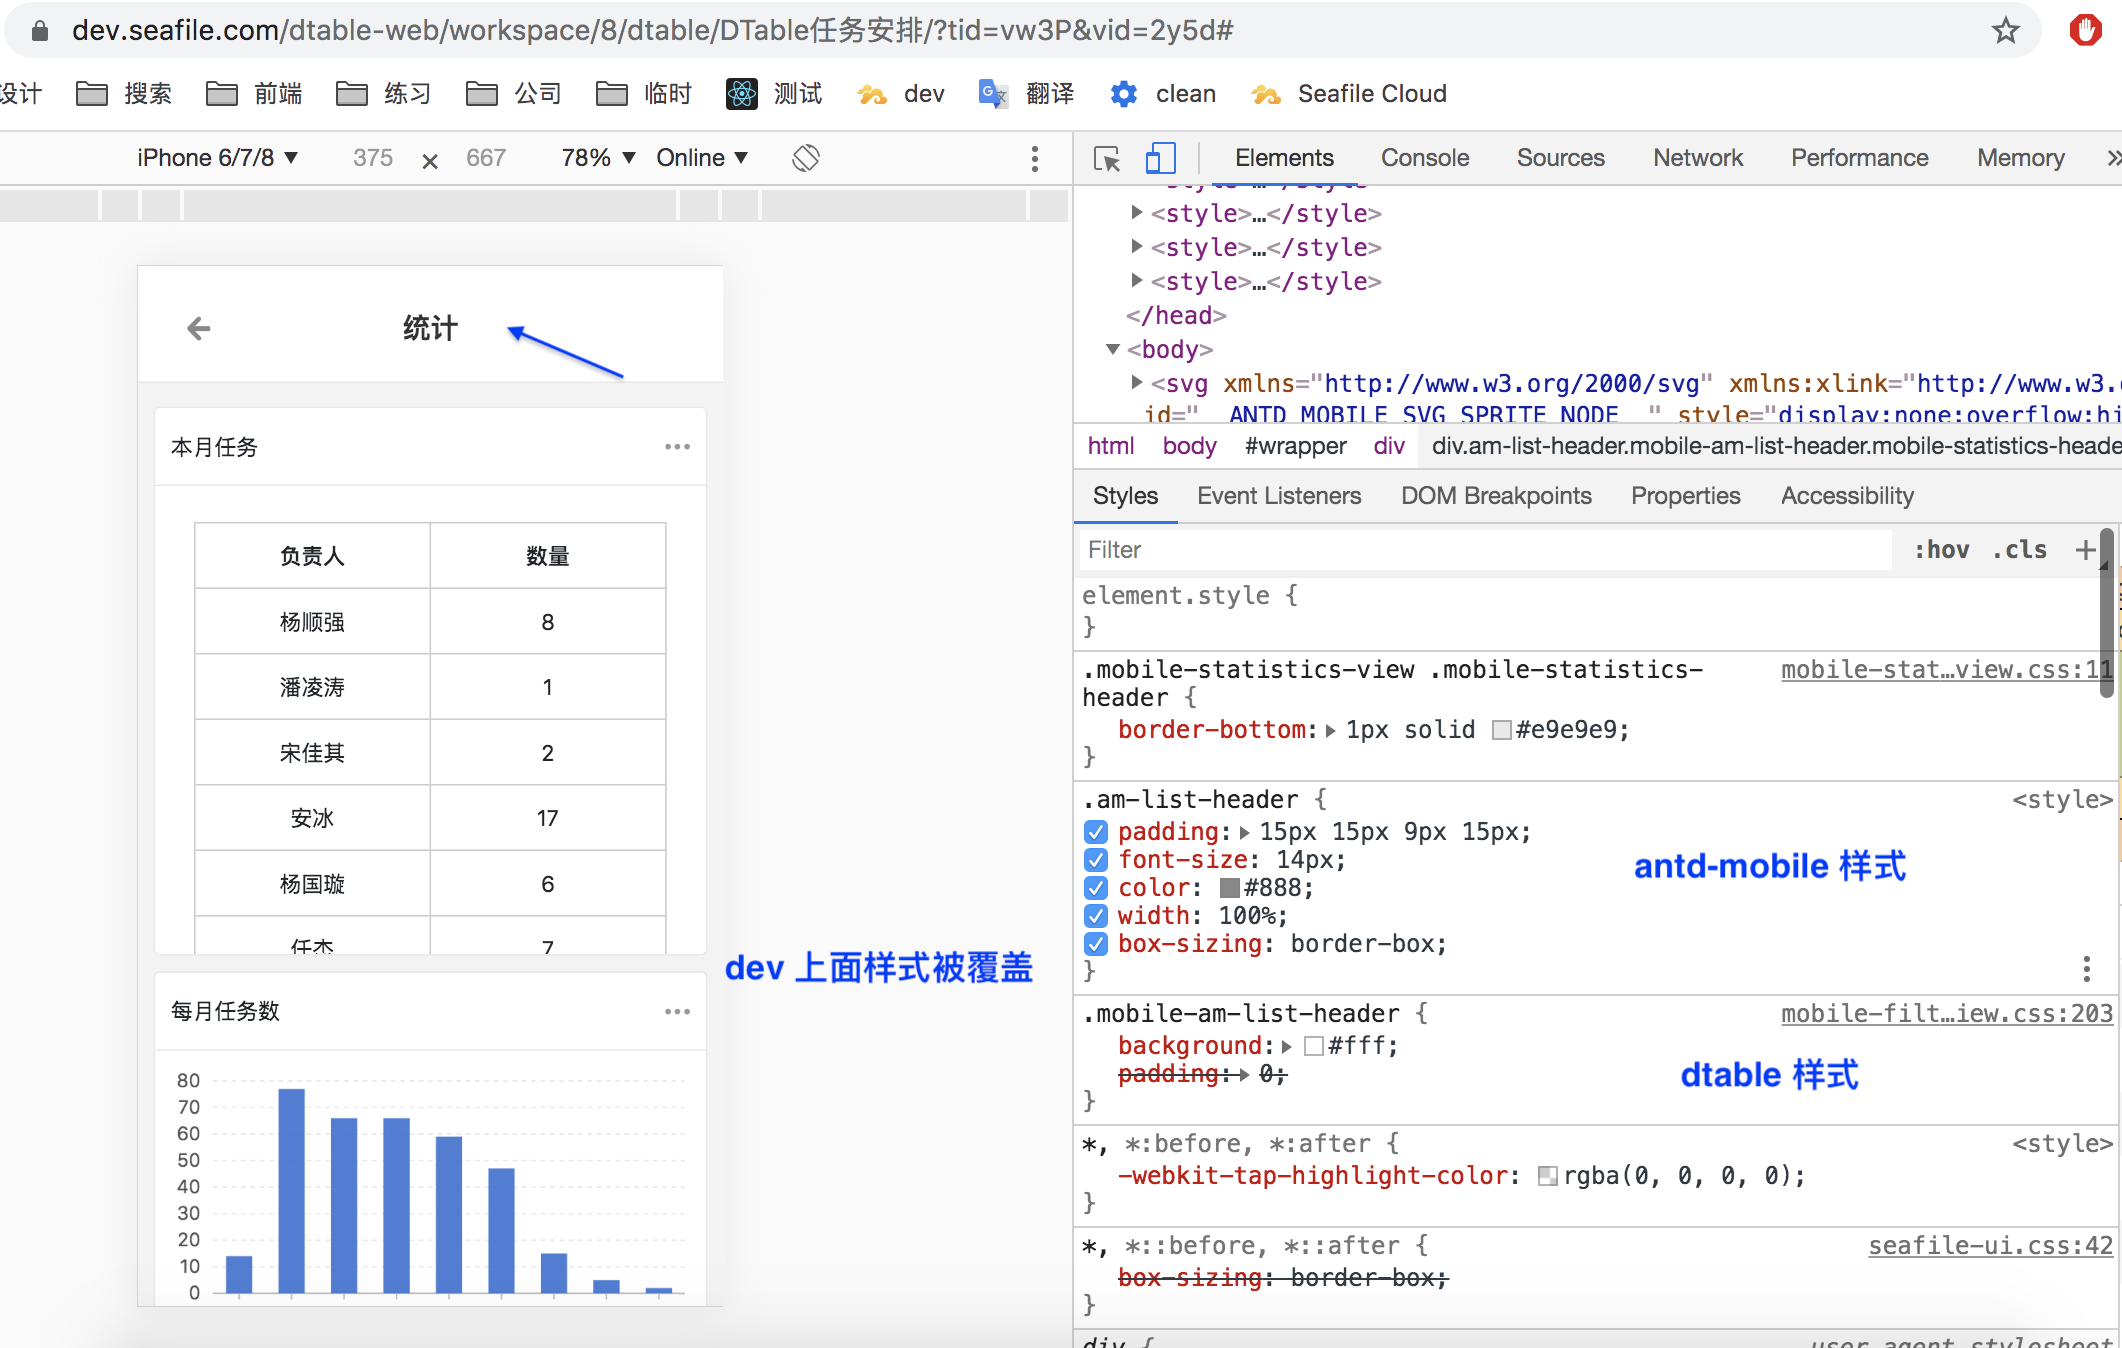 dev.seafile.com/dtable-web/workspace/8/dtable/DTable任务安排/?tid=vw3P&vid=2y5d#
设计 搜索 前端 练习 公司 临时 测试 dev 翻译 clean Seafile Cloud
iPhone 6/7/8 ▼ 375 × 667 78% ▼ Online ▼
Elements Console Sources Network Performance Memory »
<style>…</style>
<style>…</style>
<style>…</style>
<style>…</style>
</head>
<body>
<svg xmlns="http://www.w3.org/2000/svg" xmlns:xlink="http://www.w3.o
id="__ANTD_MOBILE_SVG_SPRITE_NODE__" style="display:none;overflow:hi
html body #wrapper div div.am-list-header.mobile-am-list-header.mobile-statistics-heade
Styles Event Listeners DOM Breakpoints Properties Accessibility
Filter :hov .cls +
element.style {
}
.mobile-statistics-view .mobile-statistics- mobile-stat…view.css:11
header {
border-bottom: 1px solid #e9e9e9;
}
.am-list-header { <style>
padding: 15px 15px 9px 15px;
font-size: 14px;
color: #888;
width: 100%;
box-sizing: border-box;
}
antd-mobile 样式
.mobile-am-list-header { mobile-filt…iew.css:203
background: #fff;
padding: 0;
}
dtable 样式
*, *:before, *:after { <style>
-webkit-tap-highlight-color: rgba(0, 0, 0, 0);
}
*, *::before, *::after { seafile-ui.css:42
box-sizing: border-box;
}
div { user agent stylesheet
统计
本月任务 •••
负责人 数量
杨顺强 8
潘凌涛 1
宋佳其 2
安冰 17
杨国璇 6
任杰 7
dev 上面样式被覆盖
每月任务数 •••
80
70
60
50
40
30
20
10
0